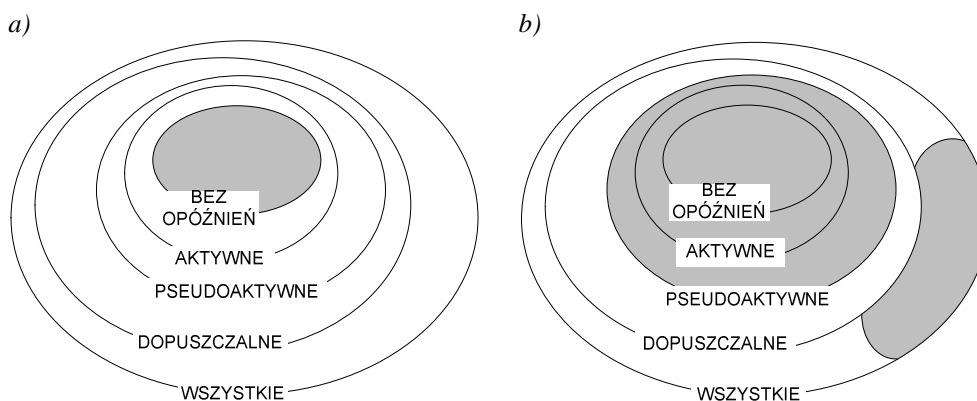 a)
BEZ
OPÓŹNIEŃ
AKTYWNE
PSEUDOAKTYWNE
DOPUSZCZALNE
WSZYSTKIE
b)
BEZ
OPÓŹNIEŃ
AKTYWNE
PSEUDOAKTYWNE
DOPUSZCZALNE
WSZYSTKIE